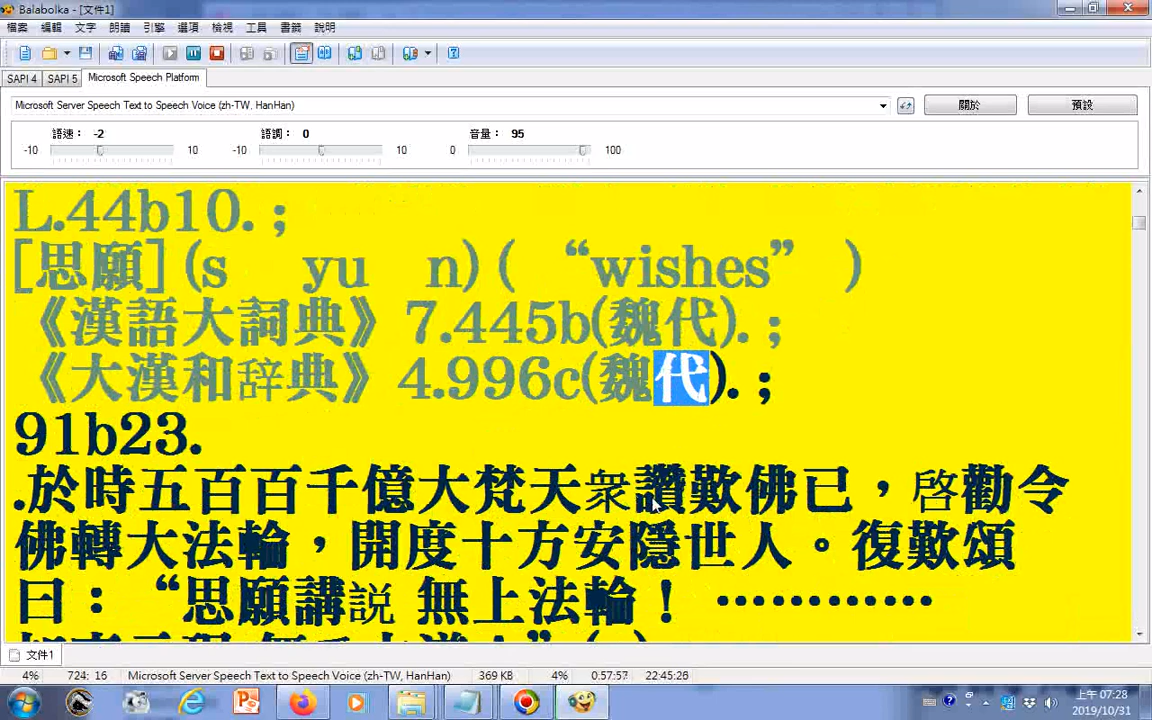 Balabolka - [文件1]
檔案 編輯 文字 朗讀 引擎 選項 檢視 工具 書籤 說明
SAPI 4 SAPI 5 Microsoft Speech Platform
Microsoft Server Speech Text to Speech Voice (zh-TW, HanHan) 關於 預設
語速： -2 語調： 0 音量： 95
-10 10 -10 10 0 100
L.44b10. ;
[思願] (s yu n) ( “wishes” )
《漢語大詞典》 7.445b(魏代). ;
《大漢和辞典》 4.996c(魏代). ;
91b23.
.於時五百百千億大梵天衆讚歎佛已，啓勸令
佛轉大法輪，開度十方安隱世人。復歎頌
曰：“思願講説 無上法輪！ …………
文件1
4% 724: 16 Microsoft Server Speech Text to Speech Voice (zh-TW, HanHan) 369 KB 4% 0:57:57 22:45:26
上午 07:28
2019/10/31